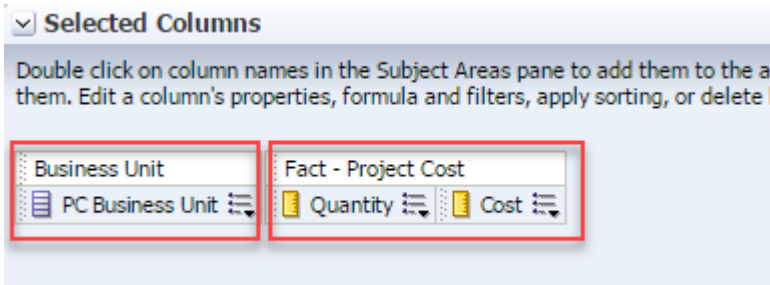 Selected Columns
Double click on column names in the Subject Areas pane to add them to the a
them. Edit a column's properties, formula and filters, apply sorting, or delete
Business Unit Fact - Project Cost
PC Business Unit Quantity Cost